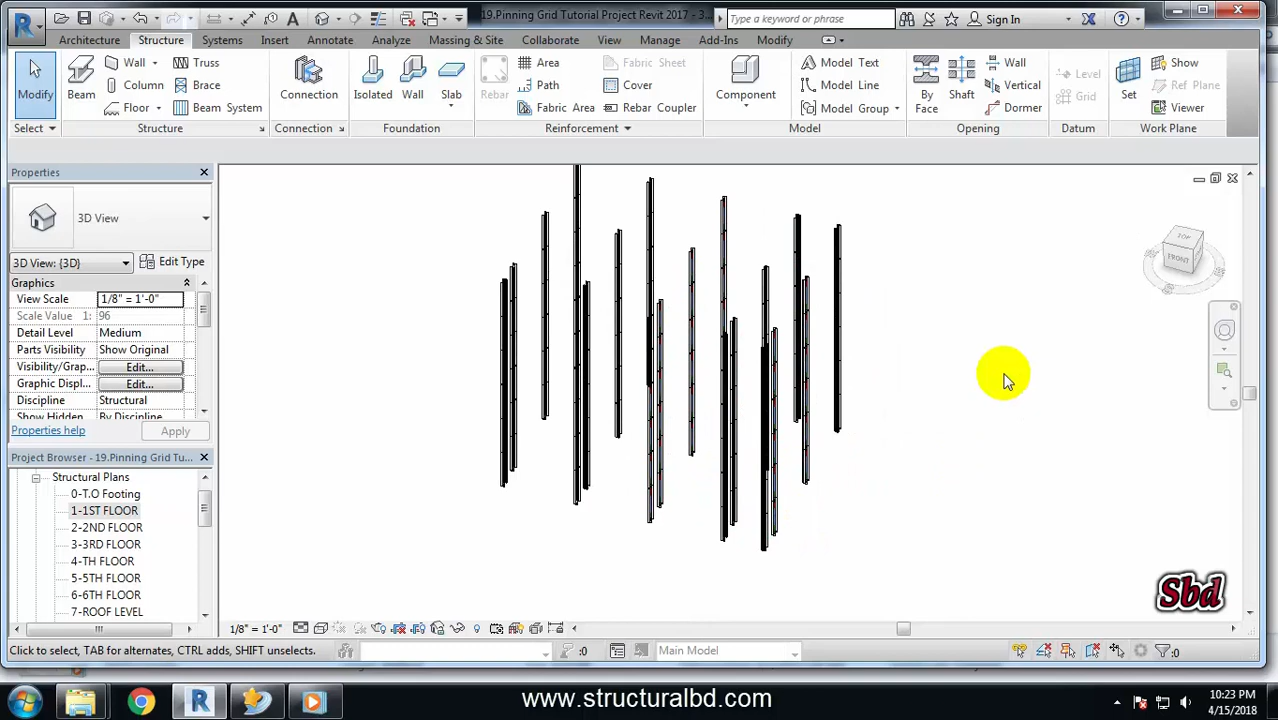 19.Pinning Grid Tutorial Project Revit 2017 - 3...
Type a keyword or phrase
Sign In
Architecture Structure Systems Insert Annotate Analyze Massing & Site Collaborate View Manage Add-Ins Modify
Modify
Beam
Wall
Column
Floor
Truss
Brace
Beam System
Connection
Isolated
Wall
Slab
Rebar
Area
Path
Fabric Area
Fabric Sheet
Cover
Rebar Coupler
Component
Model Text
Model Line
Model Group
By Face
Shaft
Wall
Vertical
Dormer
Level
Grid
Set
Show
Ref Plane
Viewer
Select
Structure
Connection
Foundation
Reinforcement
Model
Opening
Datum
Work Plane
Properties
3D View
3D View: {3D}
Edit Type
Graphics
View Scale 1/8" = 1'-0"
Scale Value 1: 96
Detail Level Medium
Parts Visibility Show Original
Visibility/Grap... Edit...
Graphic Displ... Edit...
Discipline Structural
Show Hidden By Discipline
Properties help
Apply
Project Browser - 19.Pinning Grid Tu...
Structural Plans
0-T.O Footing
1-1ST FLOOR
2-2ND FLOOR
3-3RD FLOOR
4-TH FLOOR
5-5TH FLOOR
6-6TH FLOOR
7-ROOF LEVEL
TOP
FRONT
Sbd
1/8" = 1'-0"
Click to select, TAB for alternates, CTRL adds, SHIFT unselects.
:0
Main Model
:0
www.structuralbd.com
10:23 PM
4/15/2018